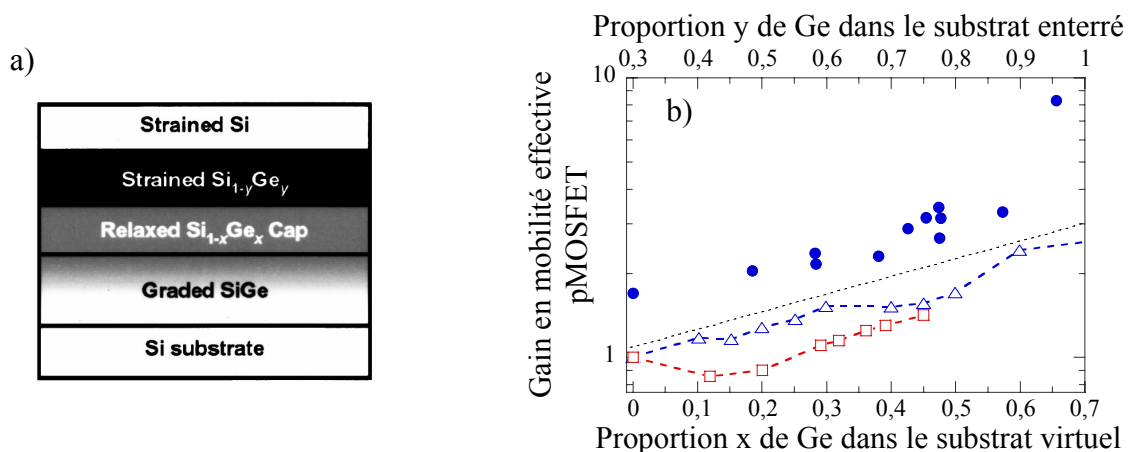 a)
Strained Si
Strained Si1-yGey
Relaxed Si1-xGex Cap
Graded SiGe
Si substrate
Proportion y de Ge dans le substrat enterré
0,3 0,4 0,5 0,6 0,7 0,8 0,9 1
10
b)
Gain en mobilité effective
pMOSFET
1
0 0,1 0,2 0,3 0,4 0,5 0,6 0,7
Proportion x de Ge dans le substrat virtuel